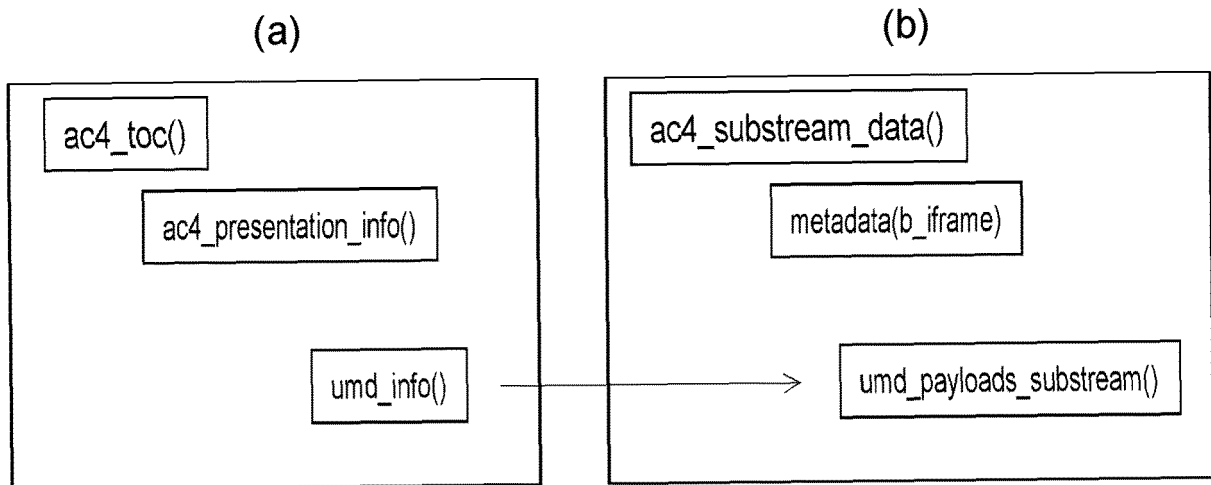 (a)
(b)
ac4_toc()
ac4_presentation_info()
umd_info()
ac4_substream_data()
metadata(b_iframe)
umd_payloads_substream()